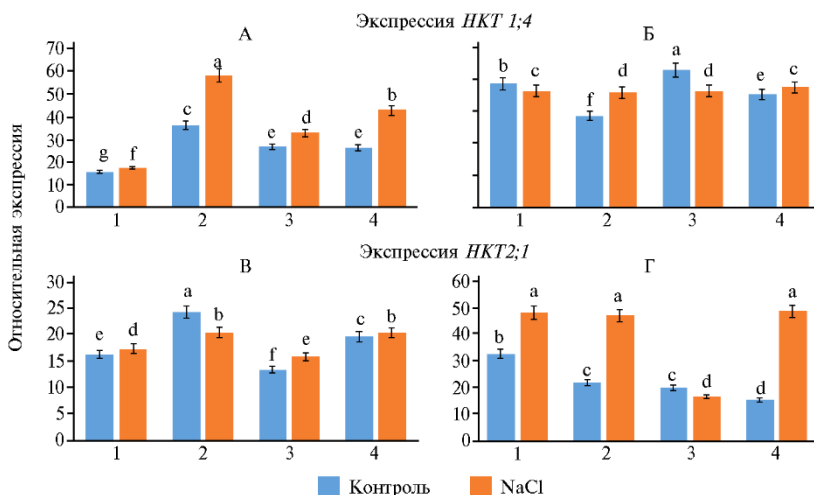 Экспрессия HKT 1;4
А
Б
Относительная экспрессия
70
60
50
40
30
20
10
0
g f c a e d e b
b c f d a d e c
1 2 3 4
1 2 3 4
Экспрессия HKT2;1
В
Г
30
25
20
15
10
5
0
e d a b f e c b
1 2 3 4
60
50
40
30
20
10
0
b a c a c d d a
1 2 3 4
Контроль NaCl